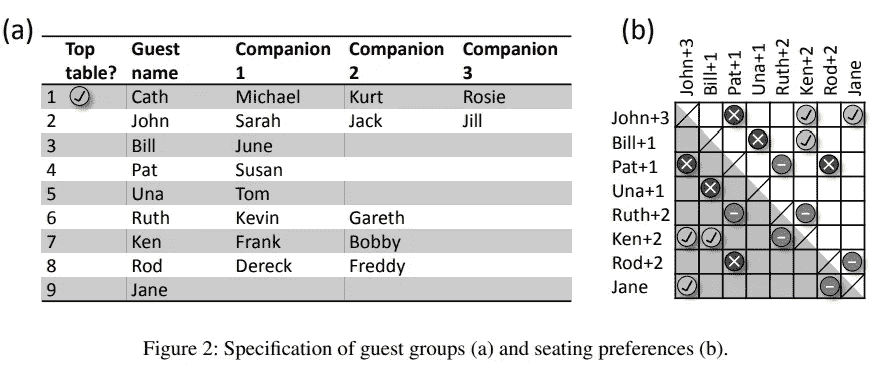 (a)
Top table? Guest name Companion 1 Companion 2 Companion 3
1 Cath Michael Kurt Rosie
2 John Sarah Jack Jill
3 Bill June
4 Pat Susan
5 Una Tom
6 Ruth Kevin Gareth
7 Ken Frank Bobby
8 Rod Dereck Freddy
9 Jane
(b)
John+3 Bill+1 Pat+1 Una+1 Ruth+2 Ken+2 Rod+2 Jane
John+3
Bill+1
Pat+1
Una+1
Ruth+2
Ken+2
Rod+2
Jane
Figure 2: Specification of guest groups (a) and seating preferences (b).